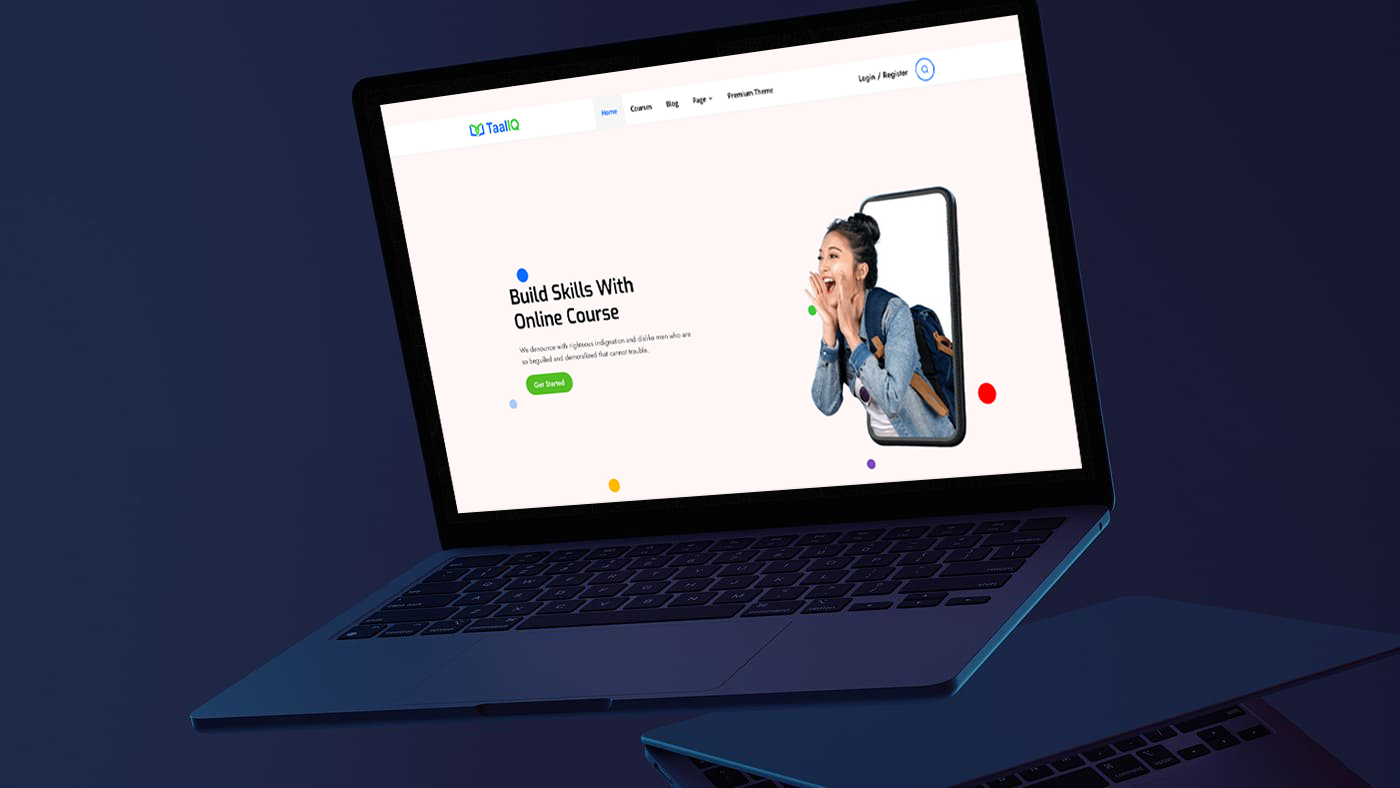 TaalIQ
Home
Courses
Blog
Page
Premium Theme
Login / Register
Build Skills With
Online Course
We denounce with righteous indignation and dislike men who are
so beguiled and demoralized that cannot trouble.
Get Started